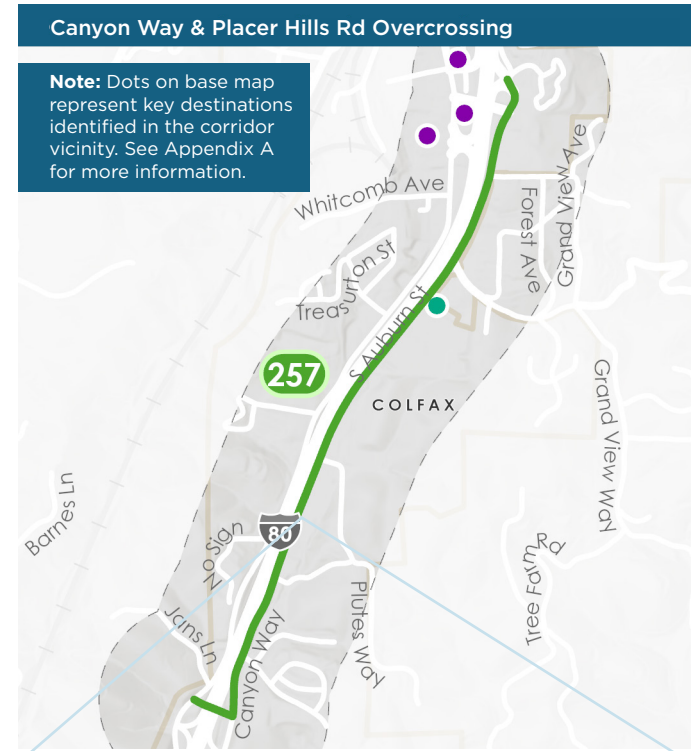 Canyon Way & Placer Hills Rd Overcrossing
Note: Dots on base map
represent key destinations
identified in the corridor
vicinity. See Appendix A
for more information.
Whitcomb Ave
Grand View Ave
Forest Ave
Treasurton St
S Auburn St
257
COLFAX
Grand View Way
Barnes Ln
80
No Sign
Tree Farm Rd
Plutes Way
Jans Ln
Canyon Way